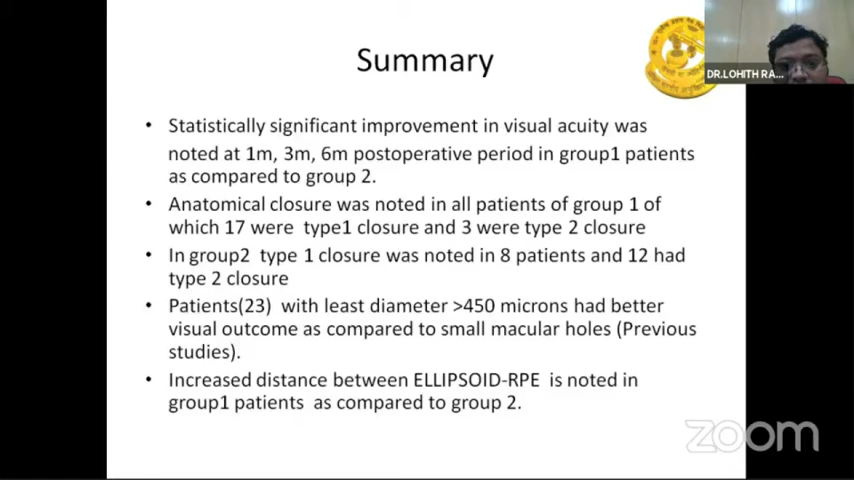 DR.LOHITH RA...
Summary
• Statistically significant improvement in visual acuity was
noted at 1m, 3m, 6m postoperative period in group1 patients
as compared to group 2.
• Anatomical closure was noted in all patients of group 1 of
which 17 were type1 closure and 3 were type 2 closure
• In group2 type 1 closure was noted in 8 patients and 12 had
type 2 closure
• Patients(23) with least diameter >450 microns had better
visual outcome as compared to small macular holes (Previous
studies).
• Increased distance between ELLIPSOID-RPE is noted in
group1 patients as compared to group 2.
zoom